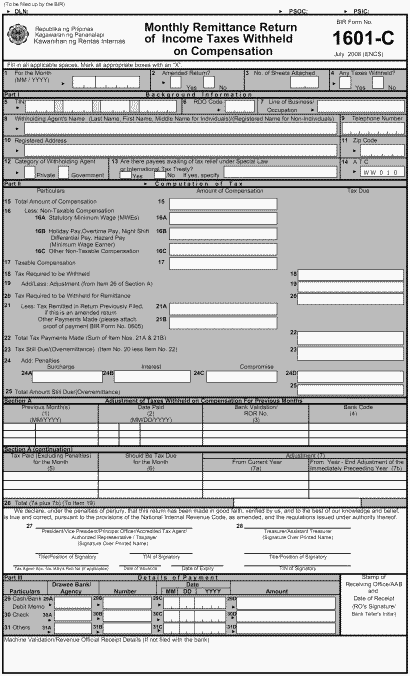 (To be filled up by the BIR)
DLN: PSOC: PSIC:
Republika ng Pilipinas
Kagawaran ng Pananalapi
Kawanihan ng Rentas Internas
Monthly Remittance Return
of Income Taxes Withheld
on Compensation
BIR Form No.
1601-C
July 2008 (ENCS)
Fill in all applicable spaces. Mark all appropriate boxes with an "X".
1 For the Month
(MM / YYYY)
2 Amended Return?
Yes No
3 No. of Sheets Attached
4 Any Taxes Withheld?
Yes No
Part I Background Information
5 TIN
6 RDO Code
7 Line of Business/
Occupation
8 Withholding Agent's Name (Last Name, First Name, Middle Name for Individuals)/(Registered Name for Non-Individuals)
9 Telephone Number
10 Registered Address
11 Zip Code
12 Category of Withholding Agent
Private Government
13 Are there payees availing of tax relief under Special Law
or International Tax Treaty?
Yes No If yes, specify
14 A T C
W W 0 1 0
Part II Computation of Tax
Particulars Amount of Compensation Tax Due
15 Total Amount of Compensation 15
16 Less: Non-Taxable Compensation
16A Statutory Minimum Wage (MWEs) 16A
16B Holiday Pay, Overtime Pay, Night Shift 16B
Differential Pay, Hazard Pay
(Minimum Wage Earner)
16C Other Non-Taxable Compensation 16C
17 Taxable Compensation 17
18 Tax Required to be Withheld 18
19 Add/Less: Adjustment (from Item 26 of Section A) 19
20 Tax Required to be Withheld for Remittance 20
21 Less: Tax Remitted in Return Previously Filed, 21A
if this is an amended return
Other Payments Made (please attach 21B
proof of payment BIR Form No. 0605)
22 Total Tax Payments Made (Sum of Item Nos. 21A & 21B) 22
23 Tax Still Due/(Overremittance) (Item No. 20 less Item No. 22) 23
24 Add: Penalties
Surcharge Interest Compromise
24A 24B 24C 24D
25 Total Amount Still Due/(Overremittance) 25
Section A Adjustment of Taxes Withheld on Compensation For Previous Months
Previous Month(s)
(1)
(MM/YYYY)
Date Paid
(2)
(MM/DD/YYYY)
Bank Validation/
ROR No.
(3)
Bank Code
(4)
Section A (continuation)
Tax Paid (Excluding Penalties)
for the Month
(5)
Should Be Tax Due
for the Month
(6)
Adjustment (7)
From Current Year
(7a)
From Year - End Adjustment of the
Immediately Preceeding Year (7b)
26 Total (7a plus 7b) (To Item 19)
We declare, under the penalties of perjury, that this return has been made in good faith, verified by us, and to the best of our knowledge and belief,
is true and correct, pursuant to the provisions of the National Internal Revenue Code, as amended, and the regulations issued under authority thereof.
27
President/Vice President/Principal Officer/Accredited Tax Agent/
Authorized Representative / Taxpayer
(Signature Over Printed Name)
28
Treasurer/Assistant Treasurer
(Signature Over Printed Name)
Title/Position of Signatory TIN of Signatory Title/Position of Signatory
Date of Issuance Date of Expiry TIN of Signatory
Part III Details of Payment
Particulars
Drawee Bank/
Agency
Number
Date
MM DD YYYY
Amount
Stamp of
Receiving Office/AAB
and
Date of Receipt
(RO's Signature/
Bank Teller's Initial)
29 Cash/Bank 29A 29B 29C 29D
Debit Memo
30 Check 30A 30B 30C 30D
31 Others 31A 31B 31C 31D
Machine Validation/Revenue Official Receipt Details (If not filed with the bank)